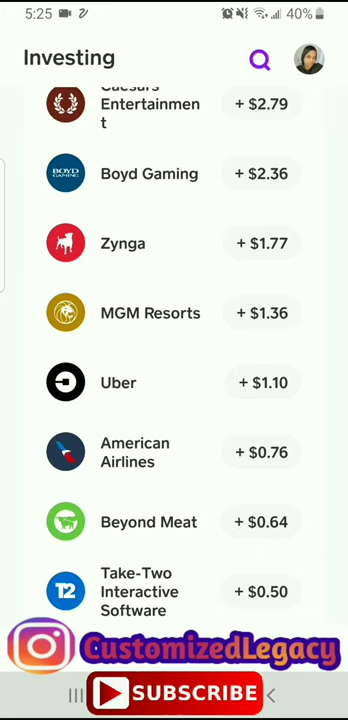 5:25
40%
Investing
Caesars
Entertainmen
t
+ $2.79
BOYD
GAMING
Boyd Gaming
+ $2.36
Zynga
+ $1.77
MGM Resorts
+ $1.36
Uber
+ $1.10
American
Airlines
+ $0.76
Beyond Meat
+ $0.64
T2
Take-Two
Interactive
Software
+ $0.50
CustomizedLegacy
SUBSCRIBE